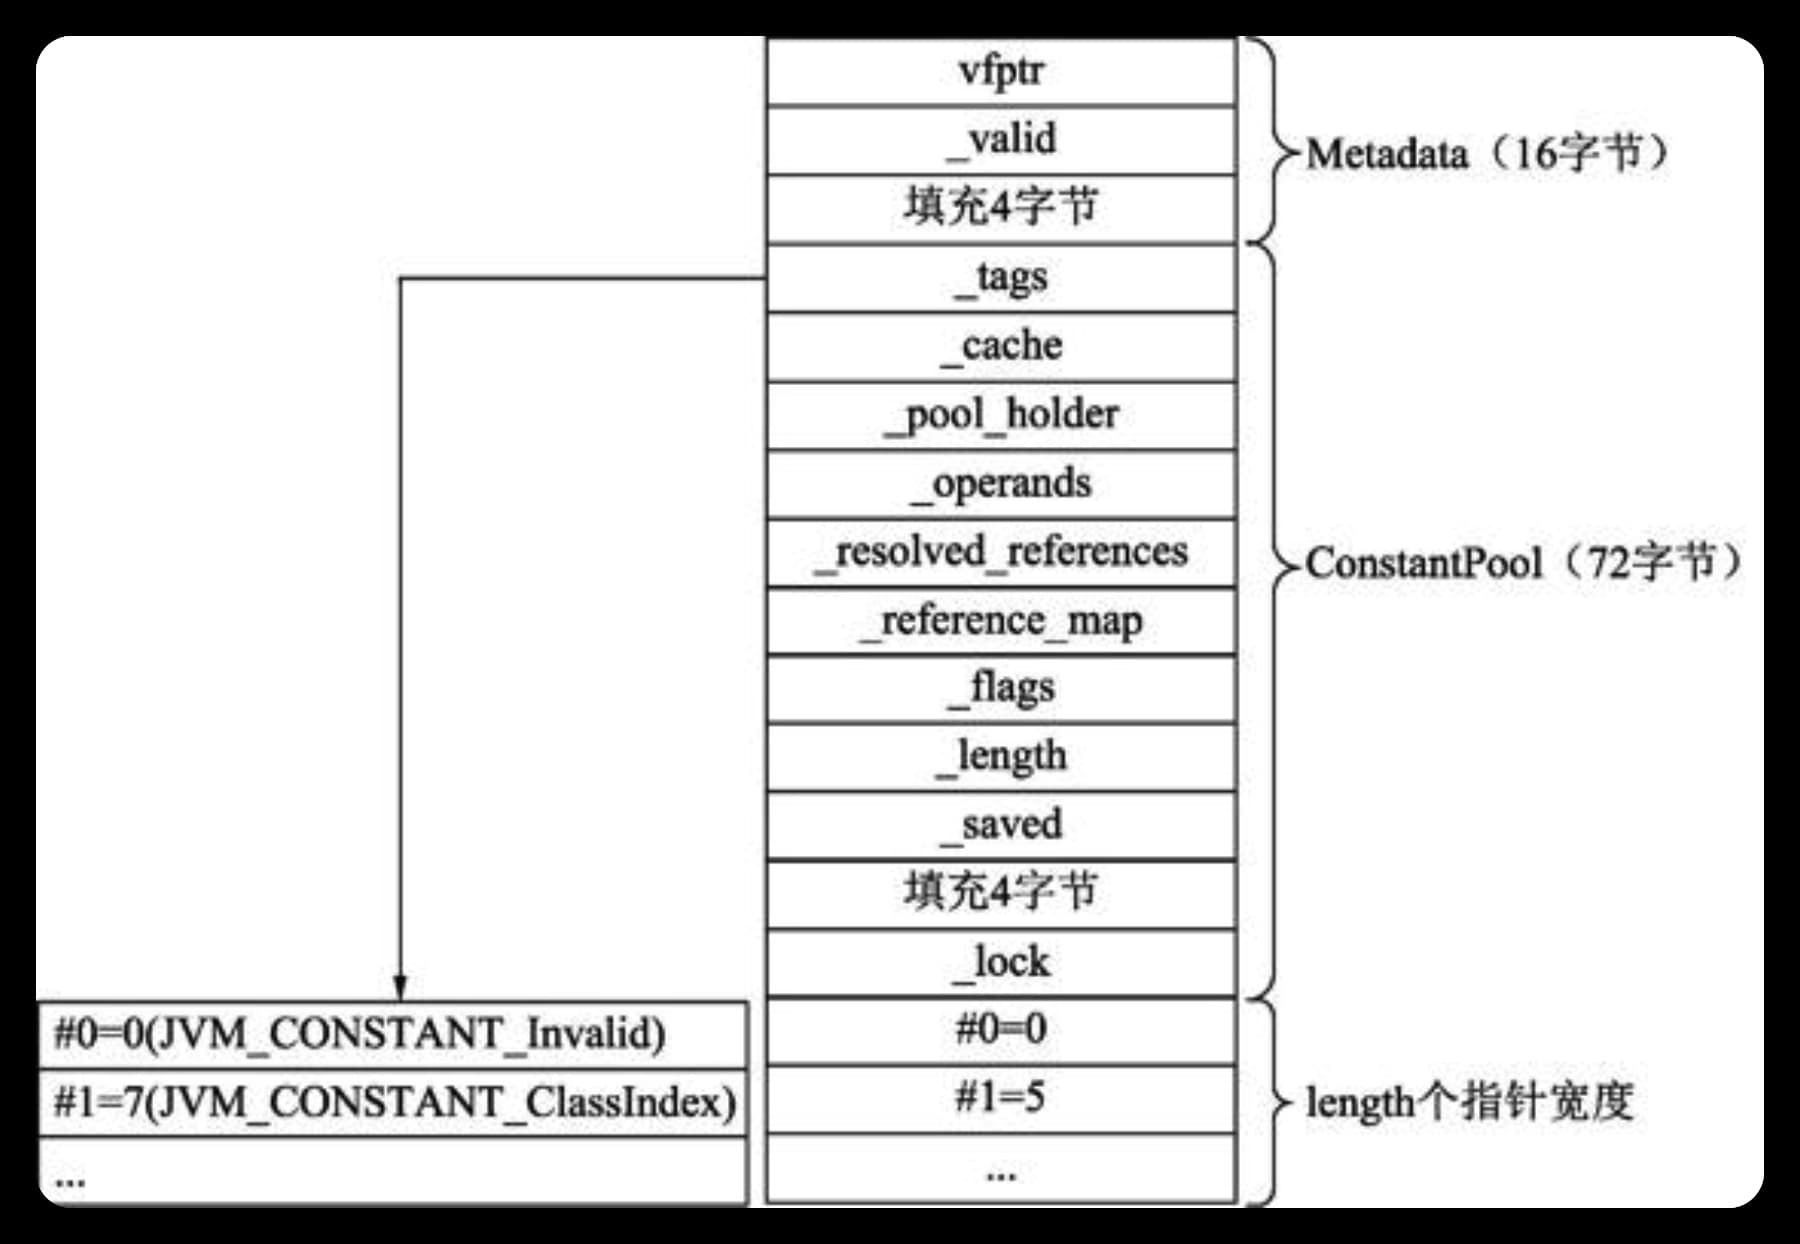 vfptr
_valid
填充4字节
Metadata（16字节）
_tags
_cache
_pool_holder
_operands
_resolved_references
_reference_map
_flags
_length
_saved
填充4字节
_lock
ConstantPool（72字节）
#0=0(JVM_CONSTANT_Invalid)
#1=7(JVM_CONSTANT_ClassIndex)
...
#0=0
#1=5
...
length个指针宽度